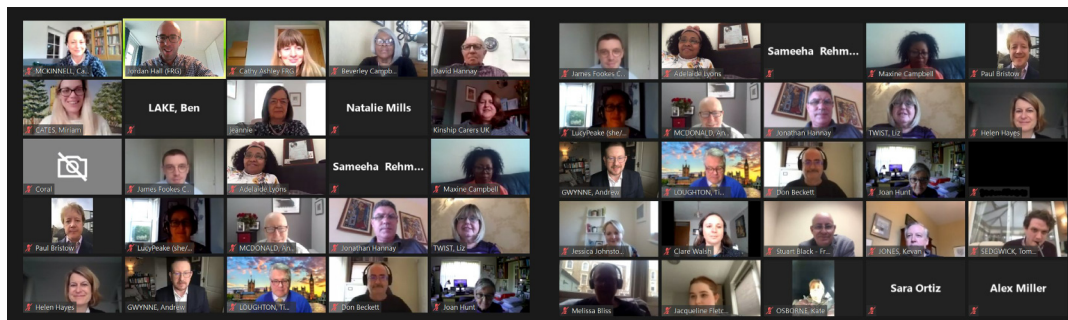 MCKINNELL, Ca...
Jordan Hall (FRG)
Cathy Ashley FRG
Beverley Campb...
David Hannay
CATES, Miriam
LAKE, Ben
Jeannie
Natalie Mills
Kinship Carers UK
Coral
James Fookes C...
Adelaide Lyons
Sameeha Rehm...
Maxine Campbell
Paul Bristow
LucyPeake (she/...
MCDONALD, An...
Jonathan Hannay
TWIST, Liz
Helen Hayes
GWYNNE, Andrew
LOUGHTON, Ti...
Don Beckett
Joan Hunt
James Fookes C...
Adelaide Lyons
Sameeha Rehm...
Maxine Campbell
Paul Bristow
LucyPeake (she/...
MCDONALD, An...
Jonathan Hannay
TWIST, Liz
Helen Hayes
GWYNNE, Andrew
LOUGHTON, Ti...
Don Beckett
Joan Hunt
Jessica Johnsto...
Clare Walsh
Stuart Black - Fr...
JONES, Kevan
SEDGWICK, Tom...
Melissa Bliss
Jacqueline Fletc...
OSBORNE, Kate
Sara Ortiz
Alex Miller